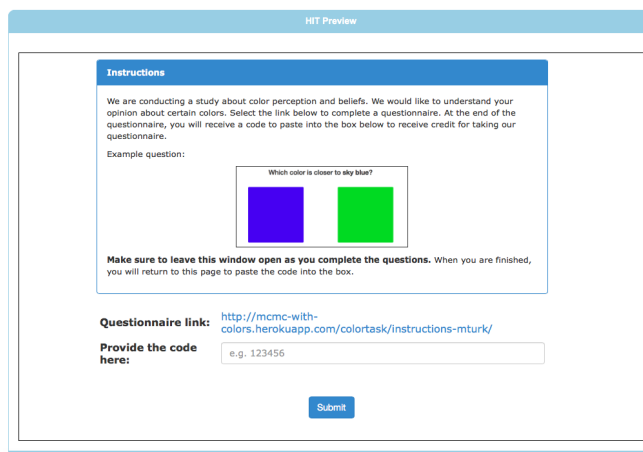 HIT Preview
Instructions
We are conducting a study about color perception and beliefs. We would like to understand your
opinion about certain colors. Select the link below to complete a questionnaire. At the end of the
questionnaire, you will receive a code to paste into the box below to receive credit for taking our
questionnaire.
Example question:
Which color is closer to sky blue?
Make sure to leave this window open as you complete the questions. When you are finished,
you will return to this page to paste the code into the box.
Questionnaire link:
http://mcmc-with-
colors.herokuapp.com/colortask/instructions-mturk/
Provide the code
here:
e.g. 123456
Submit